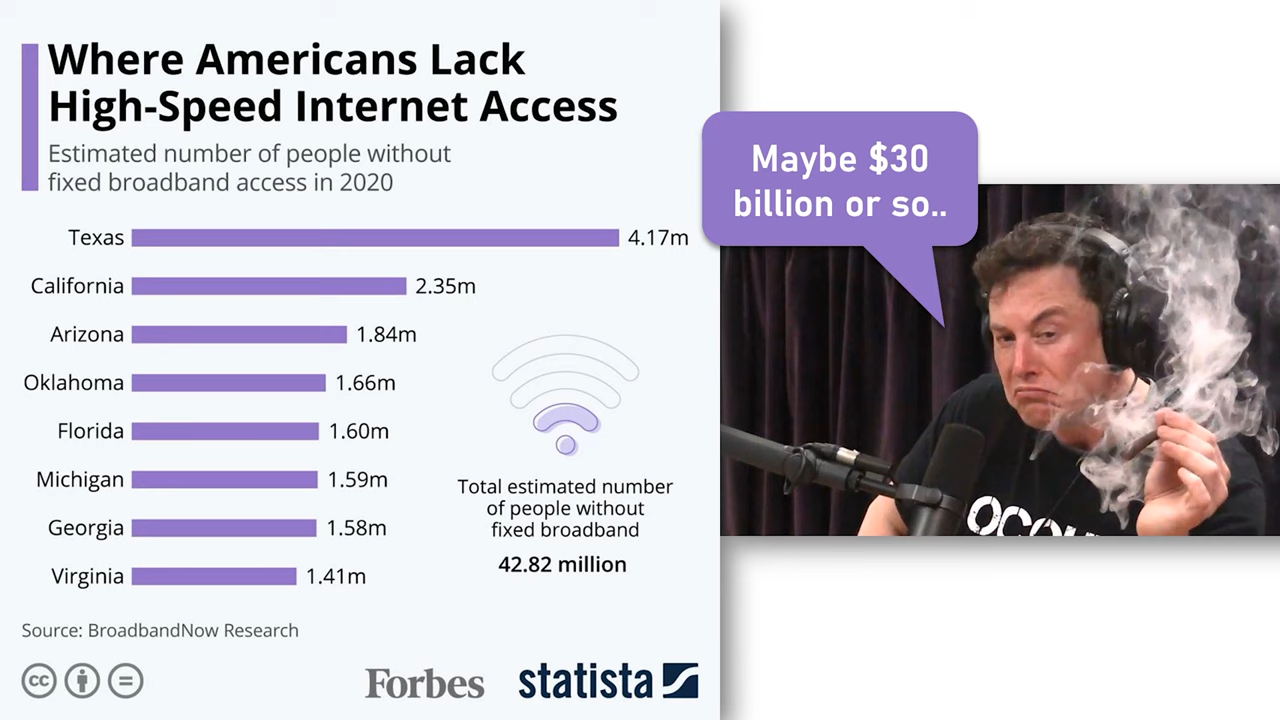 Where Americans Lack
High-Speed Internet Access
Estimated number of people without
fixed broadband access in 2020
Texas 4.17m
California 2.35m
Arizona 1.84m
Oklahoma 1.66m
Florida 1.60m
Michigan 1.59m
Georgia 1.58m
Virginia 1.41m
Total estimated number
of people without
fixed broadband
42.82 million
Source: BroadbandNow Research
cc
Forbes
statista
Maybe $30
billion or so..